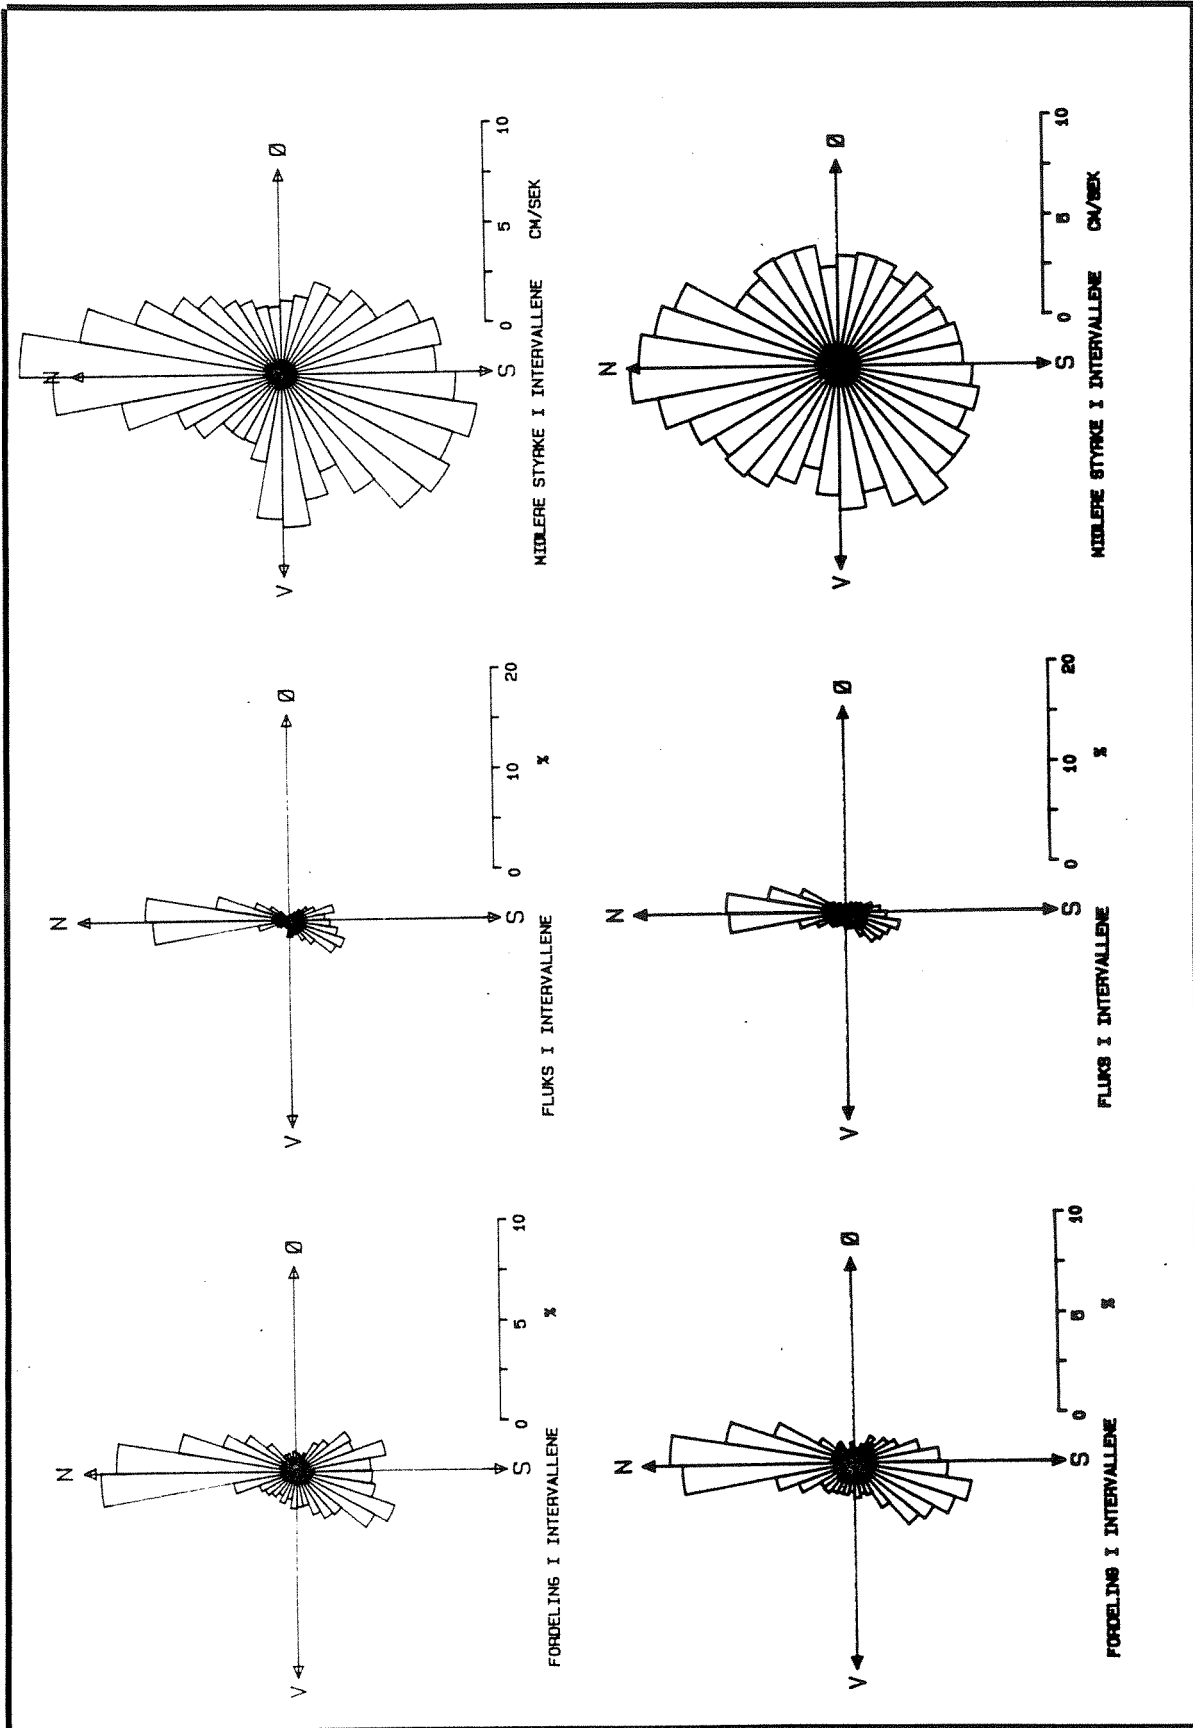 N
V Ø
S
0 5 10
FORDELING I INTERVALLENE %
N
V Ø
S
0 10 20
FLUKS I INTERVALLENE %
N
V Ø
S
0 5 10
MIDLERE STYRKE I INTERVALLENE CM/SEK
N
V Ø
S
0 5 10
FORDELING I INTERVALLENE %
N
V Ø
S
0 10 20
FLUKS I INTERVALLENE %
N
V Ø
S
0 5 10
MIDLERE STYRKE I INTERVALLENE CM/SEK